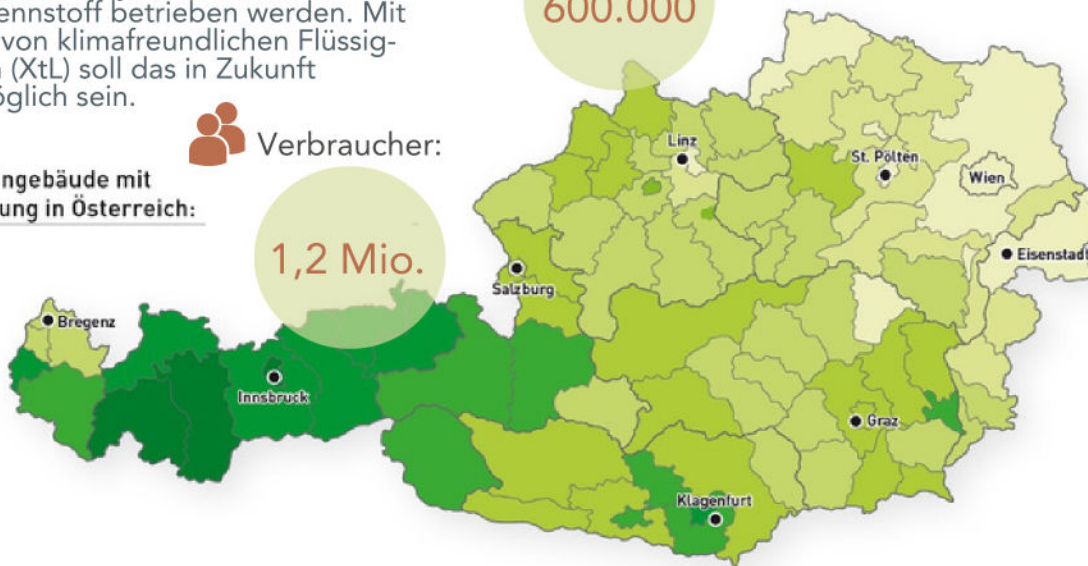 ennstoff betrieben werden. Mit
von klimafreundlichen Flüssig-
(XtL) soll das in Zukunft
öglich sein.
600.000
Verbraucher:
ngebäude mit
ung in Österreich:
1,2 Mio.
Linz
St. Pölten
Wien
Eisenstadt
Salzburg
Bregenz
Innsbruck
Graz
Klagenfurt